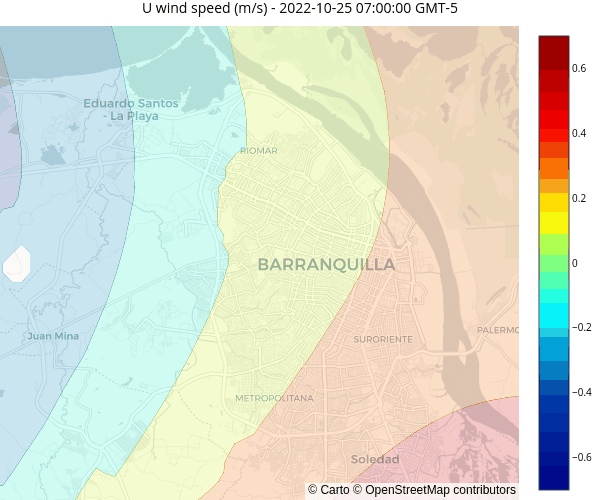 U wind speed (m/s) - 2022-10-25 07:00:00 GMT-5
Eduardo Santos
- La Playa
RIOMAR
BARRANQUILLA
Juan Mina
SURORIENTE
PALERMO
METROPOLITANA
Soledad
0.6
0.4
0.2
0
−0.2
−0.4
−0.6
© Carto © OpenStreetMap contributors